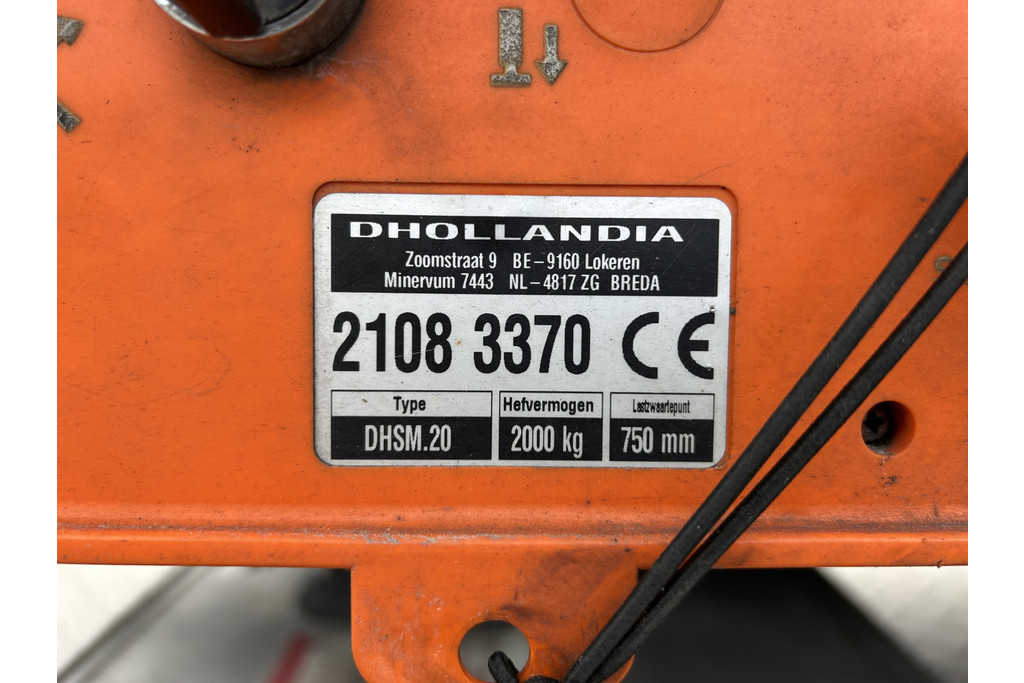 DHOLLANDIA
Zoomstraat 9 BE-9160 Lokeren
Minervum 7443 NL-4817 ZG BREDA
2108 3370 CE
Type Hefvermogen Lastzwaartepunt
DHSM.20 2000 kg 750 mm